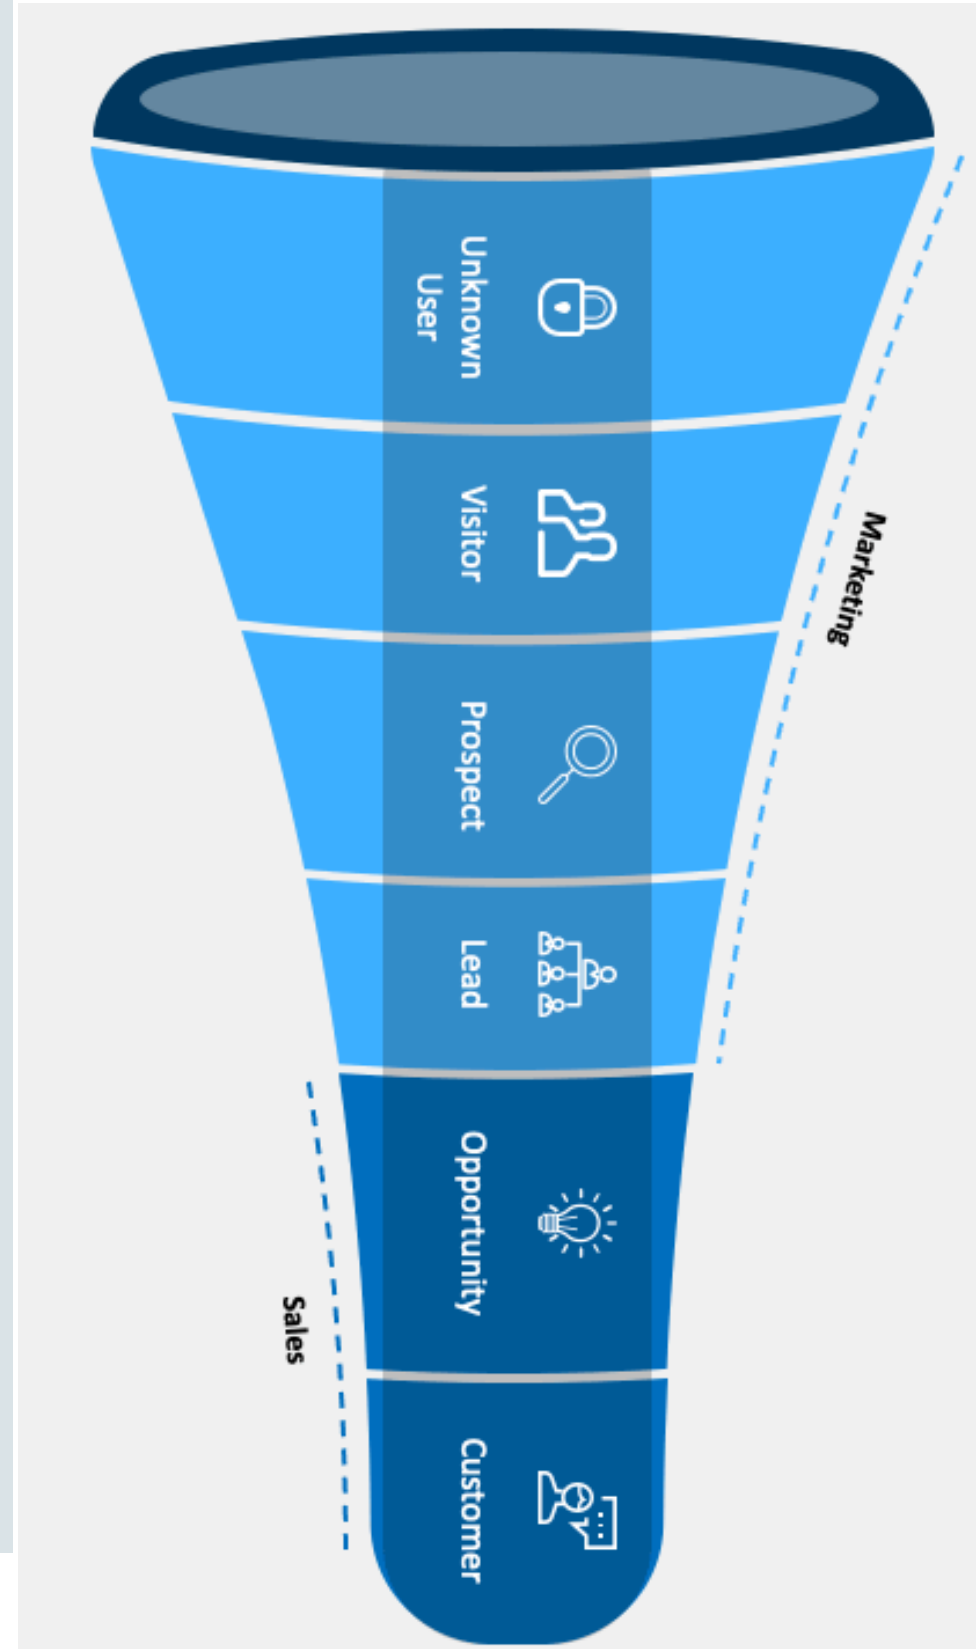 Unknown
User
Visitor
Prospect
Lead
Opportunity
Customer
Marketing
Sales